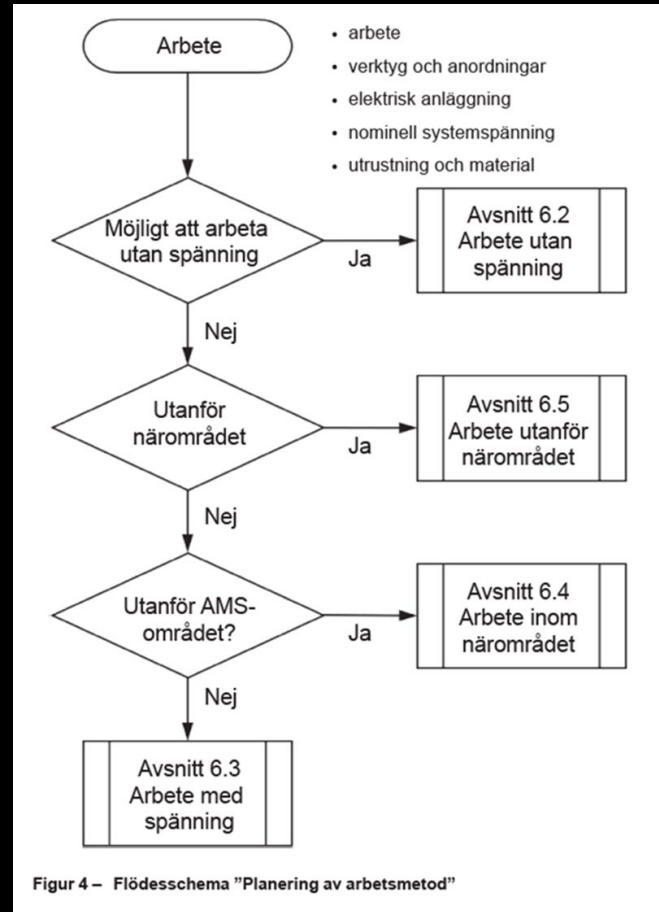 Arbete
• arbete
• verktyg och anordningar
• elektrisk anläggning
• nominell systemspänning
• utrustning och material
Möjligt att arbeta
utan spänning
Ja
Avsnitt 6.2
Arbete utan
spänning
Nej
Utanför
närområdet
Ja
Avsnitt 6.5
Arbete utanför
närområdet
Nej
Utanför AMS-
området?
Ja
Avsnitt 6.4
Arbete inom
närområdet
Nej
Avsnitt 6.3
Arbete med
spänning
Figur 4 – Flödesschema ”Planering av arbetsmetod”